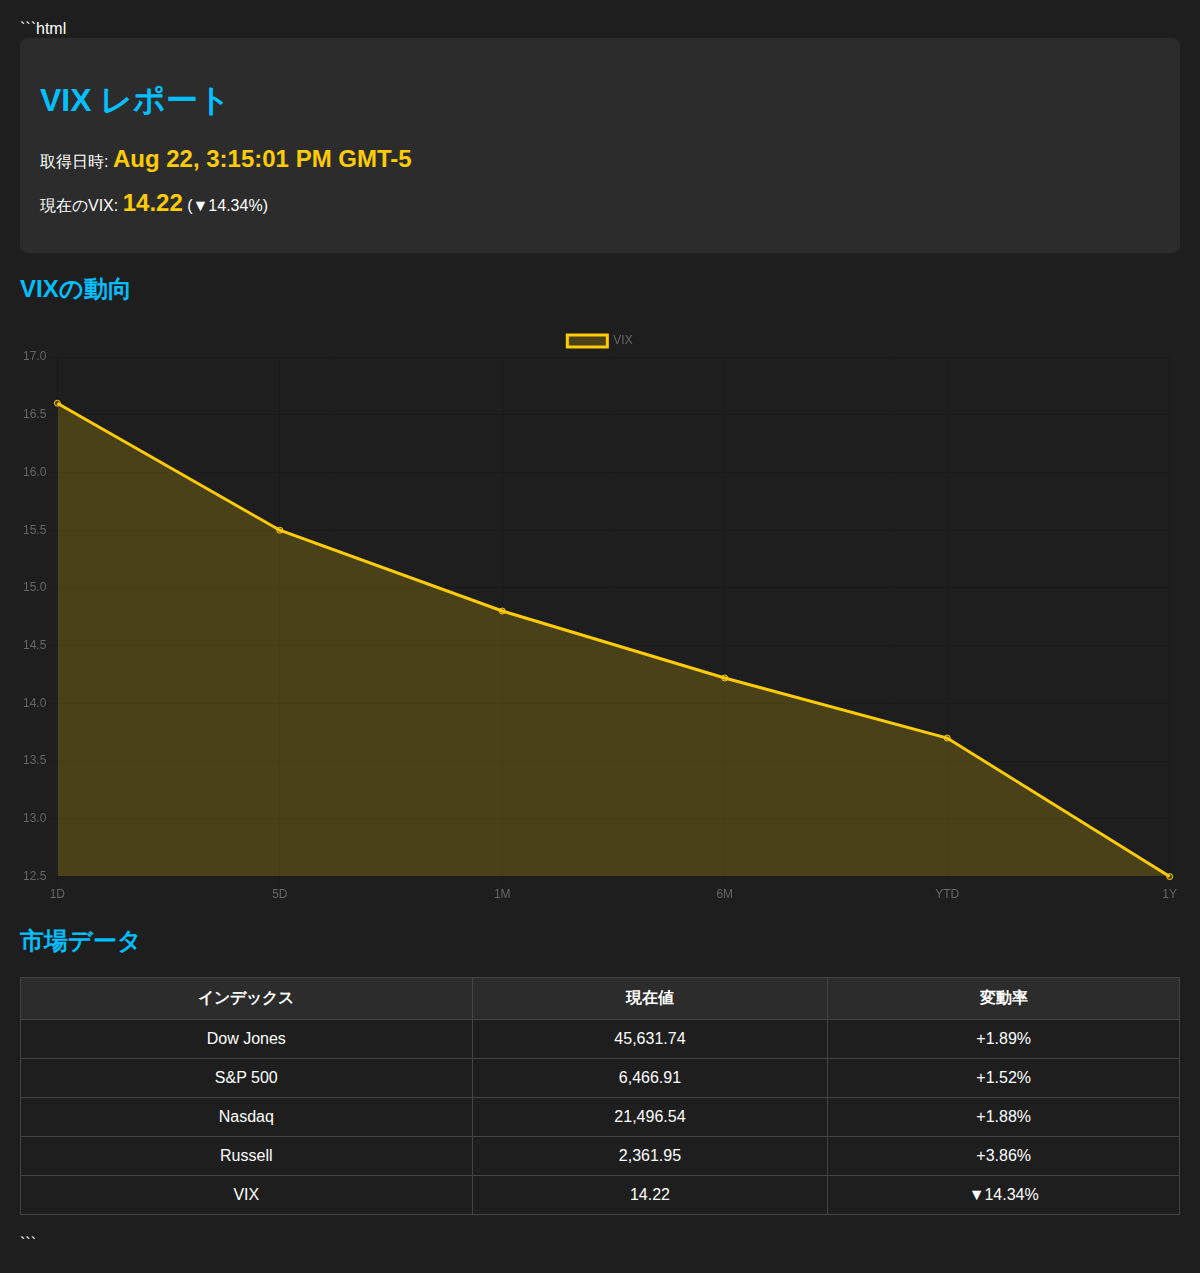 ```html
VIX レポート
取得日時: Aug 22, 3:15:01 PM GMT-5
現在のVIX: 14.22 (▼14.34%)
VIXの動向
VIX
17.0
16.5
16.0
15.5
15.0
14.5
14.0
13.5
13.0
12.5
1D 5D 1M 6M YTD 1Y
市場データ
インデックス 現在値 変動率
Dow Jones 45,631.74 +1.89%
S&P 500 6,466.91 +1.52%
Nasdaq 21,496.54 +1.88%
Russell 2,361.95 +3.86%
VIX 14.22 ▼14.34%
```